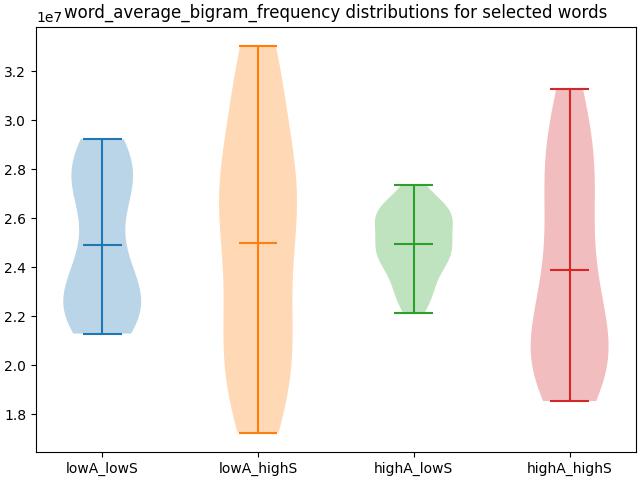 1e7
word_average_bigram_frequency distributions for selected words
3.2
3.0
2.8
2.6
2.4
2.2
2.0
1.8
lowA_lowS
lowA_highS
highA_lowS
highA_highS